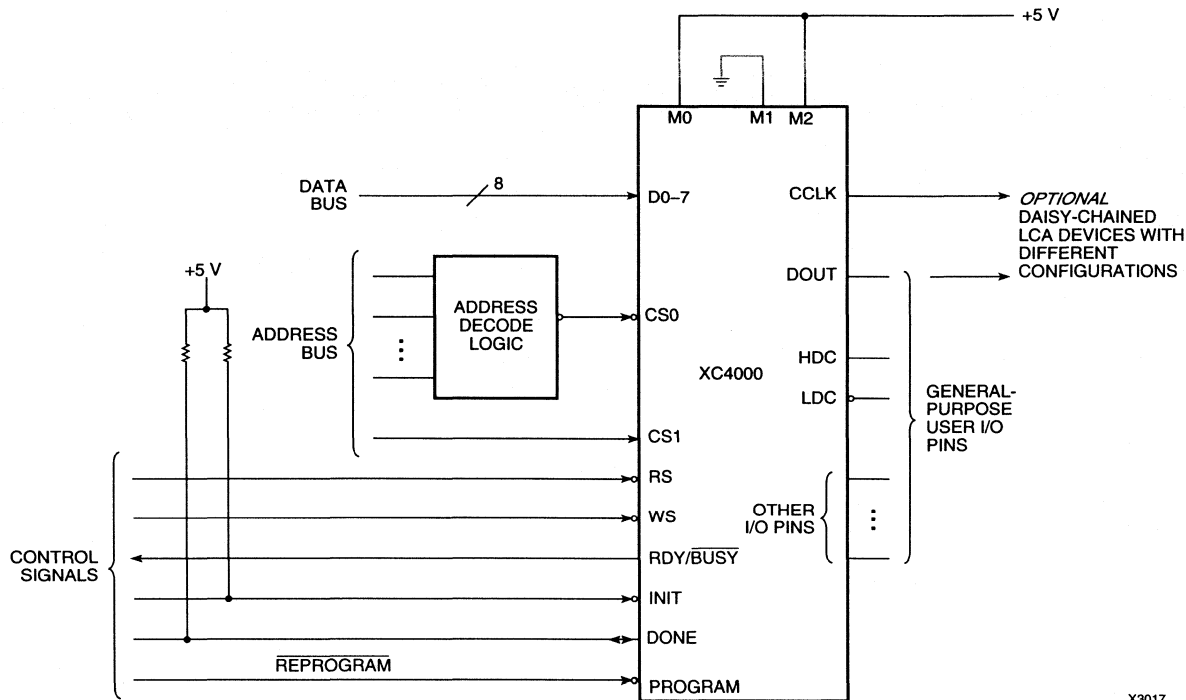 +5 V
M0
M1
M2
DATA
BUS
8
D0–7
CCLK
OPTIONAL
DAISY-CHAINED
LCA DEVICES WITH
DIFFERENT
CONFIGURATIONS
+5 V
ADDRESS
BUS
ADDRESS
DECODE
LOGIC
CS0
DOUT
XC4000
HDC
LDC
GENERAL-
PURPOSE
USER I/O
PINS
CS1
RS
WS
OTHER
I/O PINS
CONTROL
SIGNALS
RDY/BUSY
INIT
DONE
REPROGRAM
PROGRAM
X3017